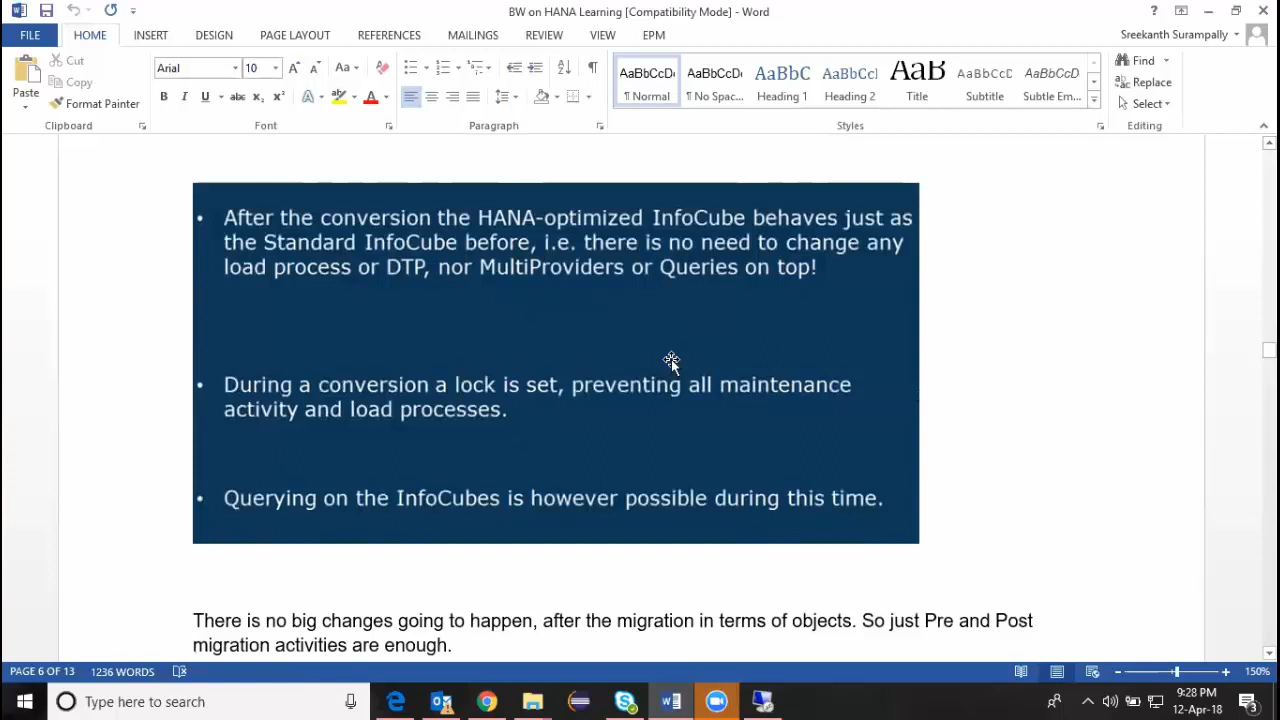 BW on HANA Learning [Compatibility Mode] - Word
FILE HOME INSERT DESIGN PAGE LAYOUT REFERENCES MAILINGS REVIEW VIEW EPM
Sreekanth Surampally
Paste
Cut
Copy
Format Painter
Clipboard
Arial 10
Font
Paragraph
AaBbCcDı AaBbCcDı AaBbC AaBbCcI AaB AaBbCcD AaBbCcDı
¶ Normal ¶ No Spac... Heading 1 Heading 2 Title Subtitle Subtle Em...
Styles
Find
Replace
Select
Editing
• After the conversion the HANA-optimized InfoCube behaves just as
the Standard InfoCube before, i.e. there is no need to change any
load process or DTP, nor MultiProviders or Queries on top!
• During a conversion a lock is set, preventing all maintenance
activity and load processes.
• Querying on the InfoCubes is however possible during this time.
There is no big changes going to happen, after the migration in terms of objects. So just Pre and Post
migration activities are enough.
PAGE 6 OF 13 1236 WORDS 150%
Type here to search
9:28 PM
12-Apr-18